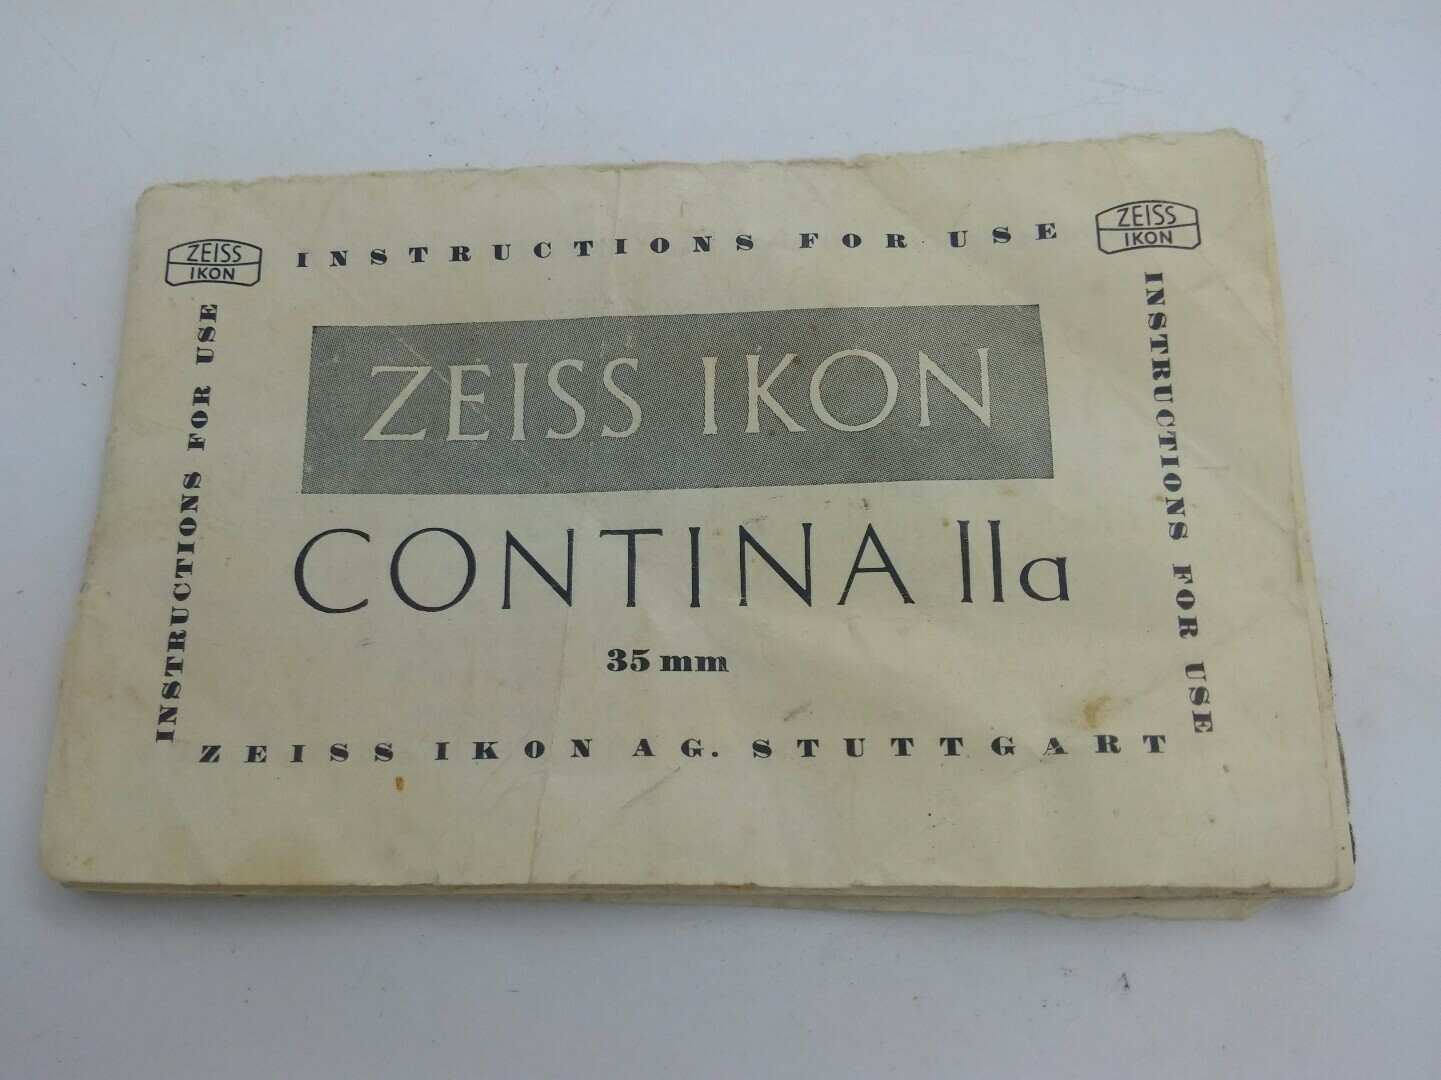 ZEISS
IKON
INSTRUCTIONS FOR USE
ZEISS
IKON
INSTRUCTIONS FOR USE
ZEISS IKON
CONTINA IIa
35 mm
INSTRUCTIONS FOR USE
ZEISS IKON AG. STUTTGART